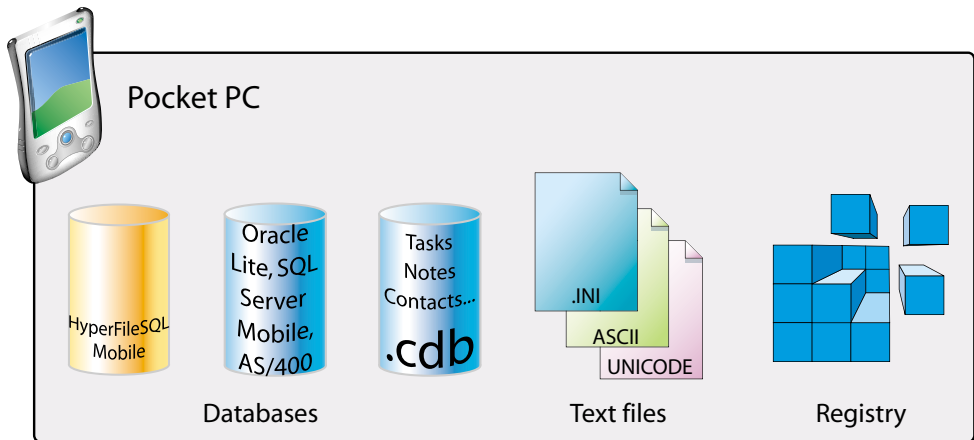 Pocket PC
HyperFileSQL
Mobile
Oracle
Lite, SQL
Server
Mobile,
AS/400
Tasks
Notes
Contacts...
.cdb
.INI
ASCII
UNICODE
Databases
Text files
Registry